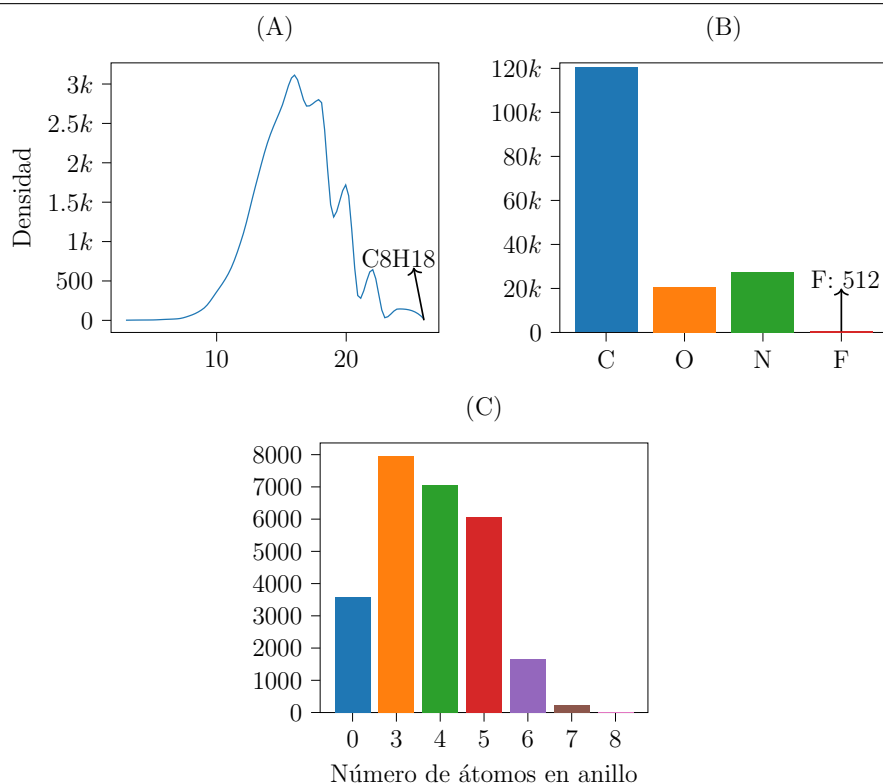 (A)
Densidad
3k
2.5k
2k
1.5k
1k
500
0
10
20
C8H18
(B)
120k
100k
80k
60k
40k
20k
0
C
O
N
F
F: 512
(C)
8000
7000
6000
5000
4000
3000
2000
1000
0
0
3
4
5
6
7
8
Número de átomos en anillo